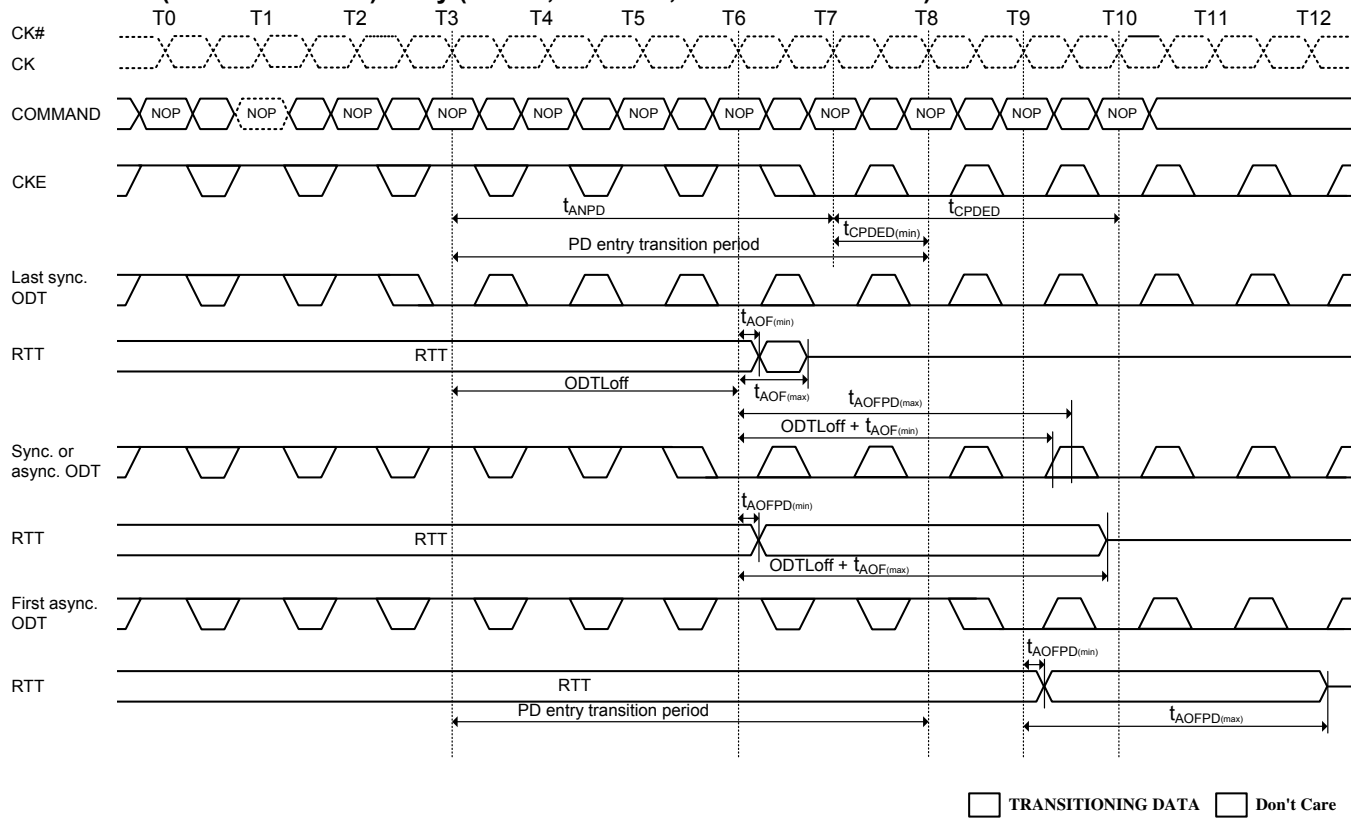 T0 T1 T2 T3 T4 T5 T6 T7 T8 T9 T10 T11 T12
CK#
CK
COMMAND NOP NOP NOP NOP NOP NOP NOP NOP NOP NOP NOP
CKE
tANPD tCPDED
tCPDED(min)
PD entry transition period
Last sync.
ODT
tAOF(min)
RTT RTT
ODTLoff tAOF(max)
tAOFPD(max)
ODTLoff + tAOF(min)
Sync. or
async. ODT
tAOFPD(min)
RTT RTT
ODTLoff + tAOF(max)
First async.
ODT
tAOFPD(min)
RTT RTT
PD entry transition period tAOFPD(max)
TRANSITIONING DATA Don't Care